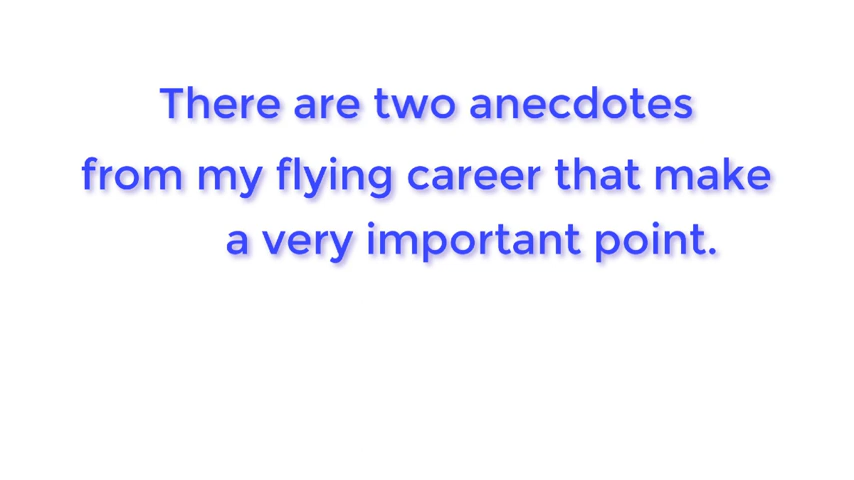 There are two anecdotes
from my flying career that make
a very important point.